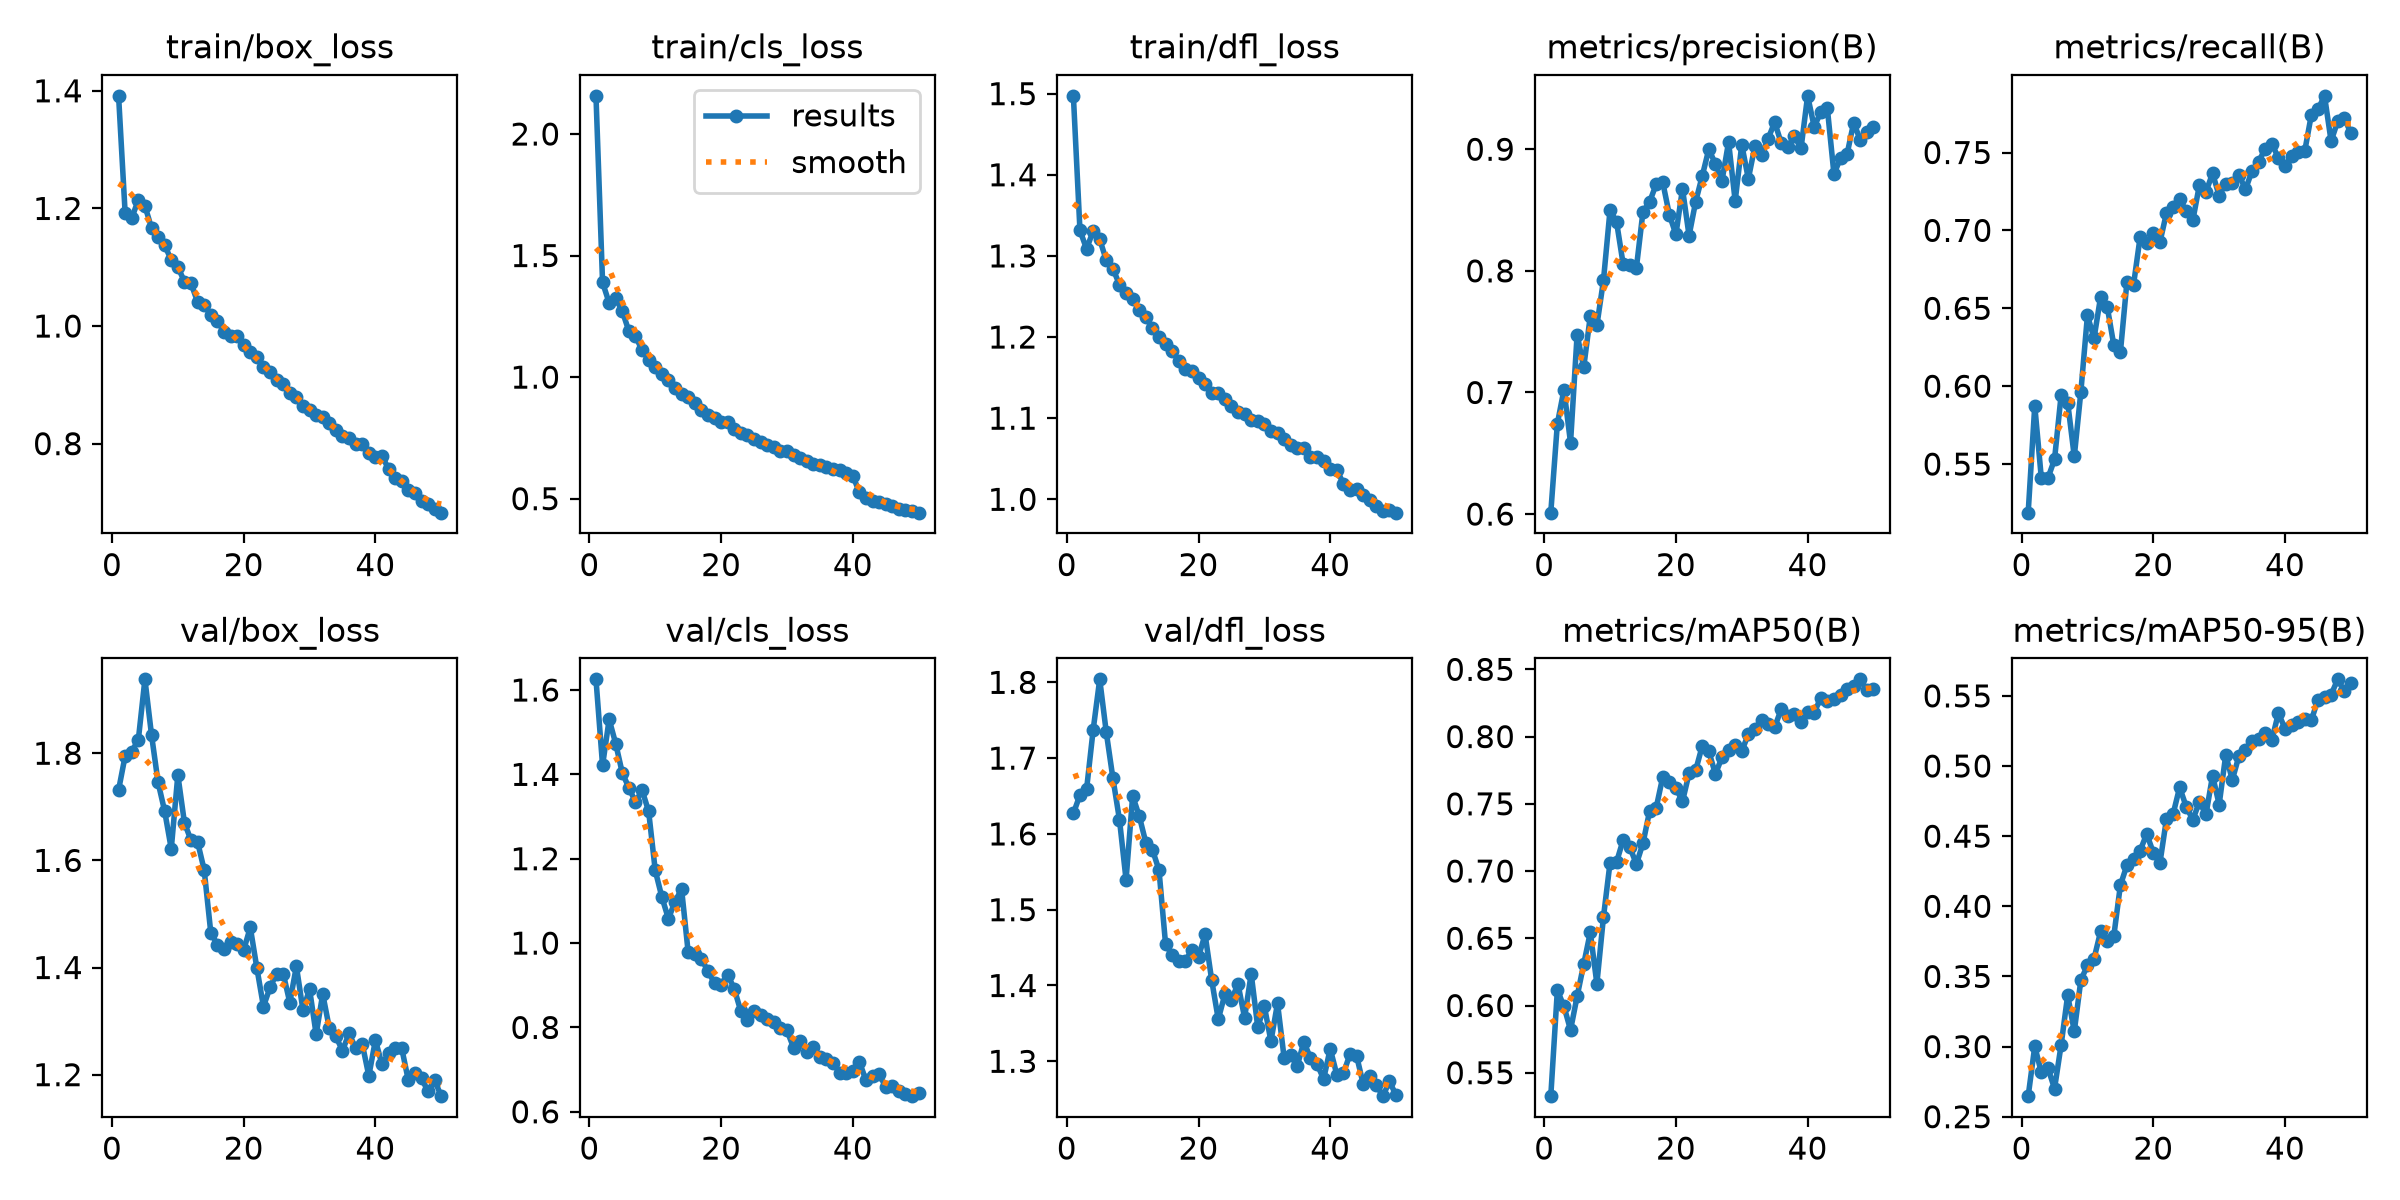 train/box_loss
1.4
1.2
1.0
0.8
0 20 40
train/cls_loss
results
smooth
2.0
1.5
1.0
0.5
0 20 40
train/dfl_loss
1.5
1.4
1.3
1.2
1.1
1.0
0 20 40
metrics/precision(B)
0.9
0.8
0.7
0.6
0 20 40
metrics/recall(B)
0.75
0.70
0.65
0.60
0.55
0 20 40
val/box_loss
1.8
1.6
1.4
1.2
0 20 40
val/cls_loss
1.6
1.4
1.2
1.0
0.8
0.6
0 20 40
val/dfl_loss
1.8
1.7
1.6
1.5
1.4
1.3
0 20 40
metrics/mAP50(B)
0.85
0.80
0.75
0.70
0.65
0.60
0.55
0 20 40
metrics/mAP50-95(B)
0.55
0.50
0.45
0.40
0.35
0.30
0.25
0 20 40